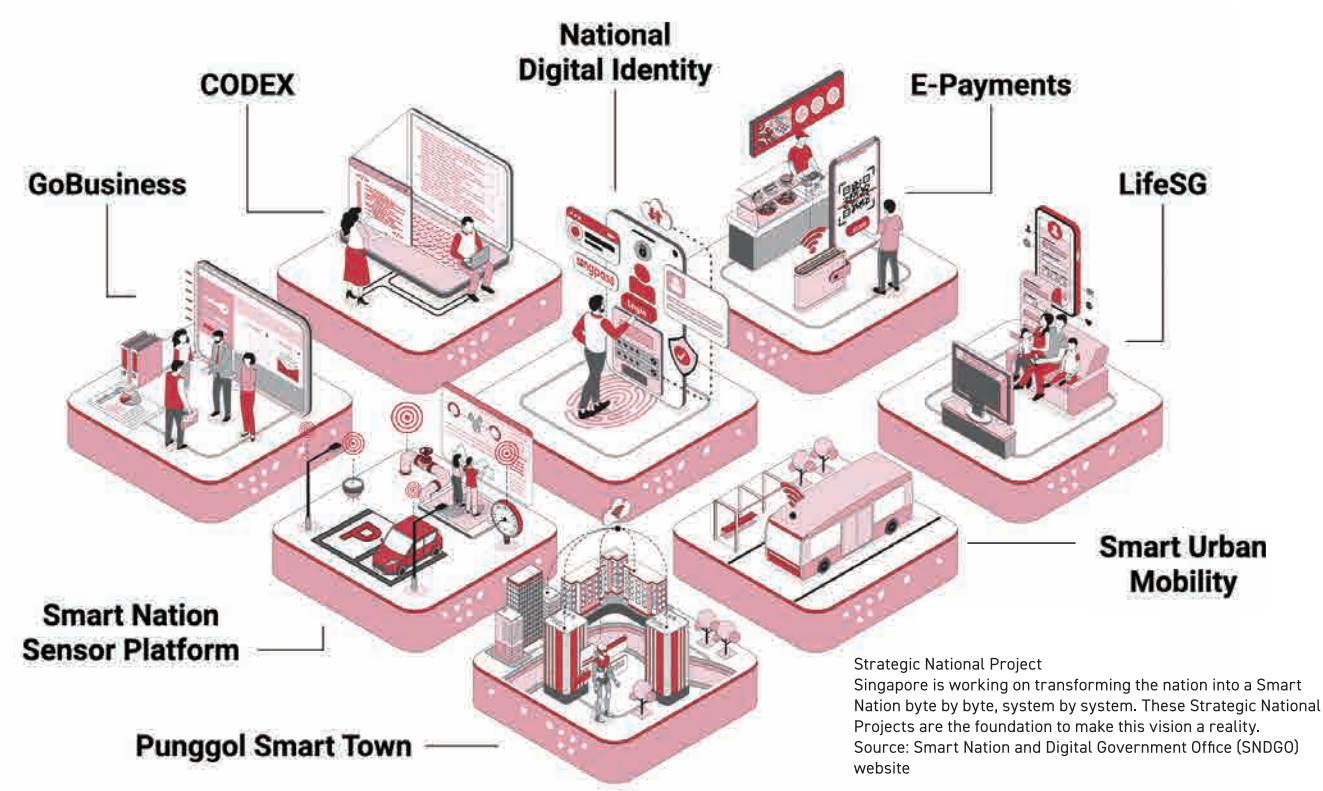 National
Digital Identity
CODEX
E-Payments
GoBusiness
LifeSG
singpass
Login
P
Smart Urban
Mobility
Smart Nation
Sensor Platform
Punggol Smart Town
Strategic National Project
Singapore is working on transforming the nation into a Smart
Nation byte by byte, system by system. These Strategic National
Projects are the foundation to make this vision a reality.
Source: Smart Nation and Digital Government Office (SNDGO)
website